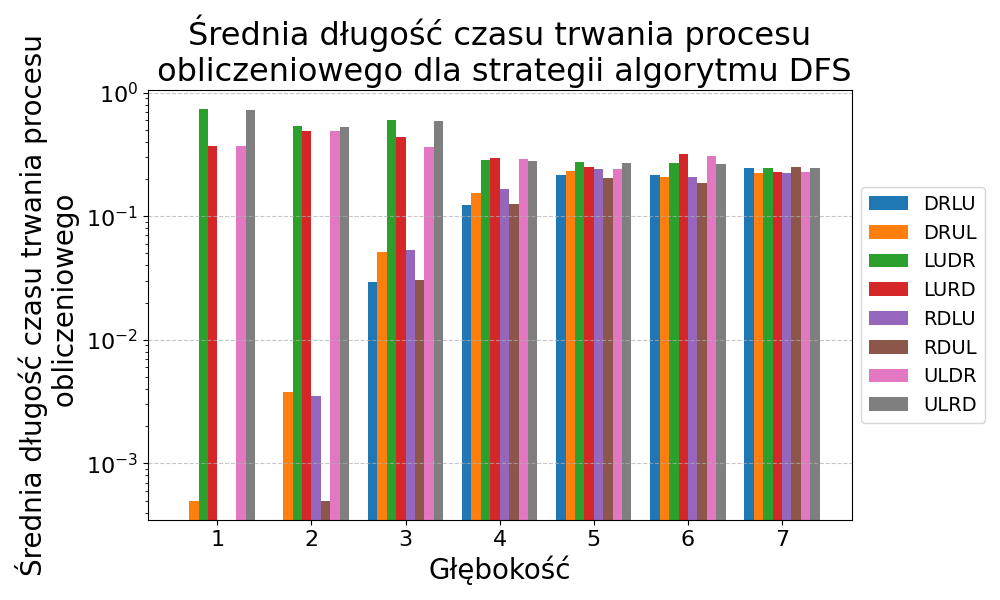 Średnia długość czasu trwania procesu
obliczeniowego dla strategii algorytmu DFS
Średnia długość czasu trwania procesu
obliczeniowego
10⁰
10⁻¹
10⁻²
10⁻³
1 2 3 4 5 6 7
Głębokość
DRLU
DRUL
LUDR
LURD
RDLU
RDUL
ULDR
ULRD